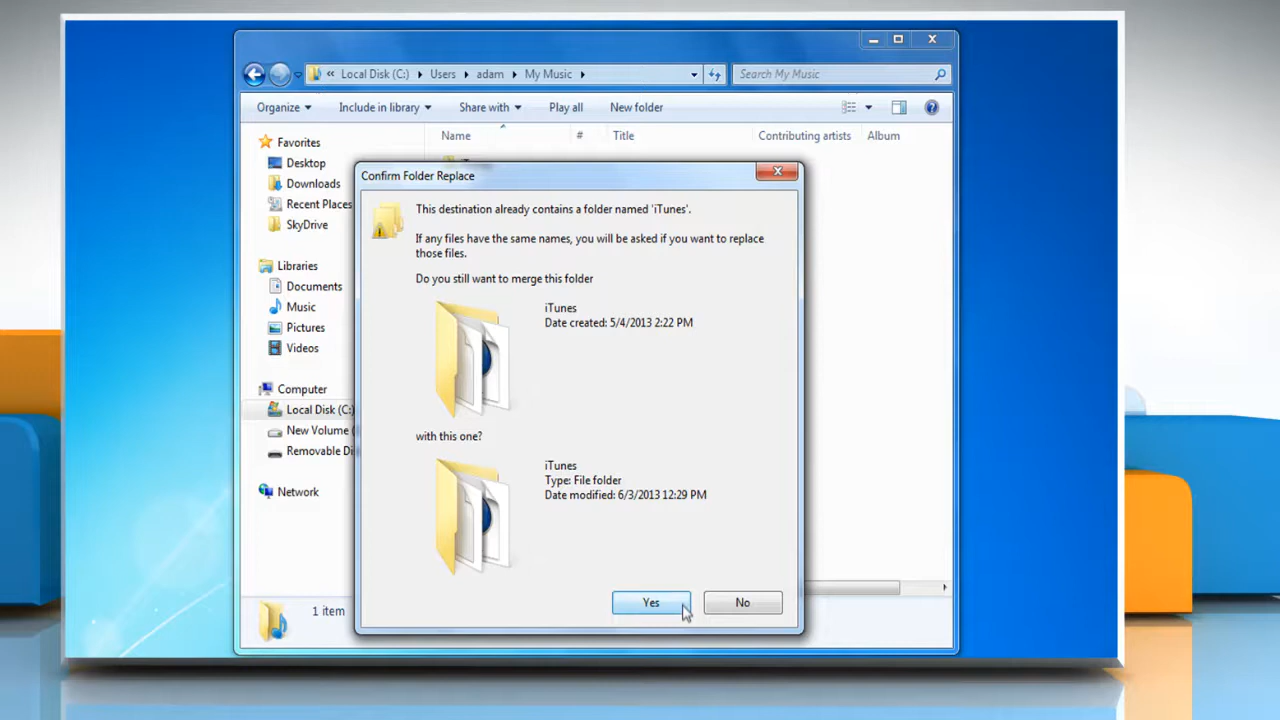 « Local Disk (C:) ▸ Users ▸ adam ▸ My Music ▸
Search My Music
Organize ▾ Include in library ▾ Share with ▾ Play all New folder
Name # Title Contributing artists Album
Favorites
Desktop
Downloads
Recent Places
SkyDrive
Libraries
Documents
Music
Pictures
Videos
Computer
Local Disk (C:)
New Volume (
Removable Di
Network
1 item
Confirm Folder Replace
This destination already contains a folder named 'iTunes'.
If any files have the same names, you will be asked if you want to replace
those files.
Do you still want to merge this folder
iTunes
Date created: 5/4/2013 2:22 PM
with this one?
iTunes
Type: File folder
Date modified: 6/3/2013 12:29 PM
Yes No